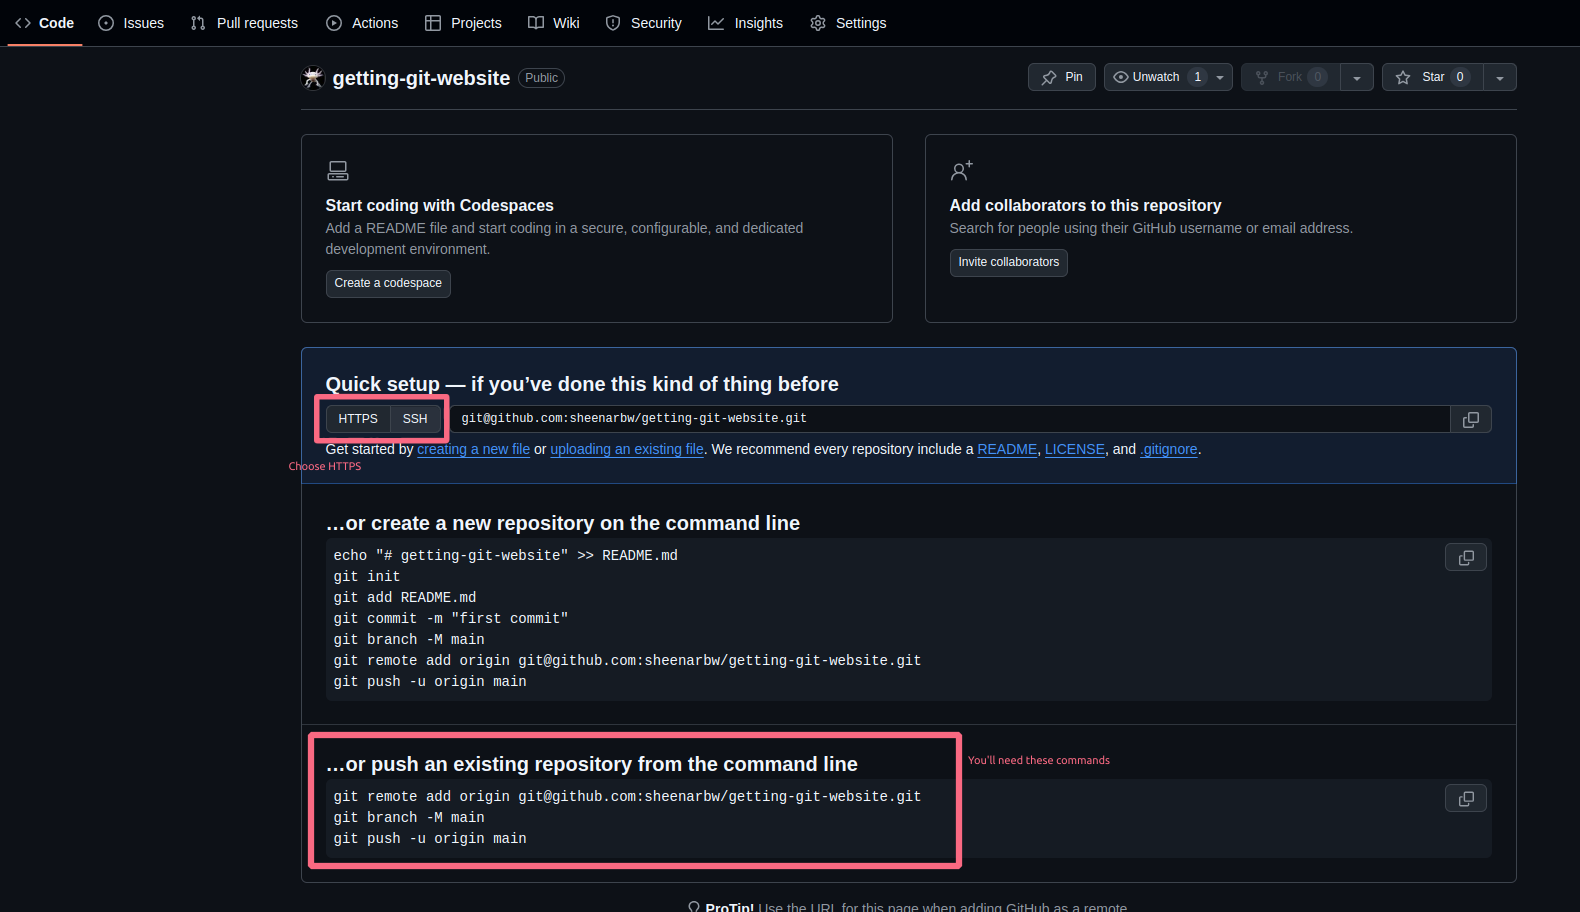 Code Issues Pull requests Actions Projects Wiki Security Insights Settings
getting-git-website Public Pin Unwatch 1 Fork 0 Star 0
Start coding with Codespaces
Add a README file and start coding in a secure, configurable, and dedicated
development environment.
Create a codespace
Add collaborators to this repository
Search for people using their GitHub username or email address.
Invite collaborators
Quick setup — if you’ve done this kind of thing before
HTTPS SSH git@github.com:sheenarbw/getting-git-website.git
Get started by creating a new file or uploading an existing file. We recommend every repository include a README, LICENSE, and .gitignore.
Choose HTTPS
…or create a new repository on the command line
echo "# getting-git-website" >> README.md
git init
git add README.md
git commit -m "first commit"
git branch -M main
git remote add origin git@github.com:sheenarbw/getting-git-website.git
git push -u origin main
…or push an existing repository from the command line
You'll need these commands
git remote add origin git@github.com:sheenarbw/getting-git-website.git
git branch -M main
git push -u origin main
ProTip! Use the URL for this page when adding GitHub as a remote.